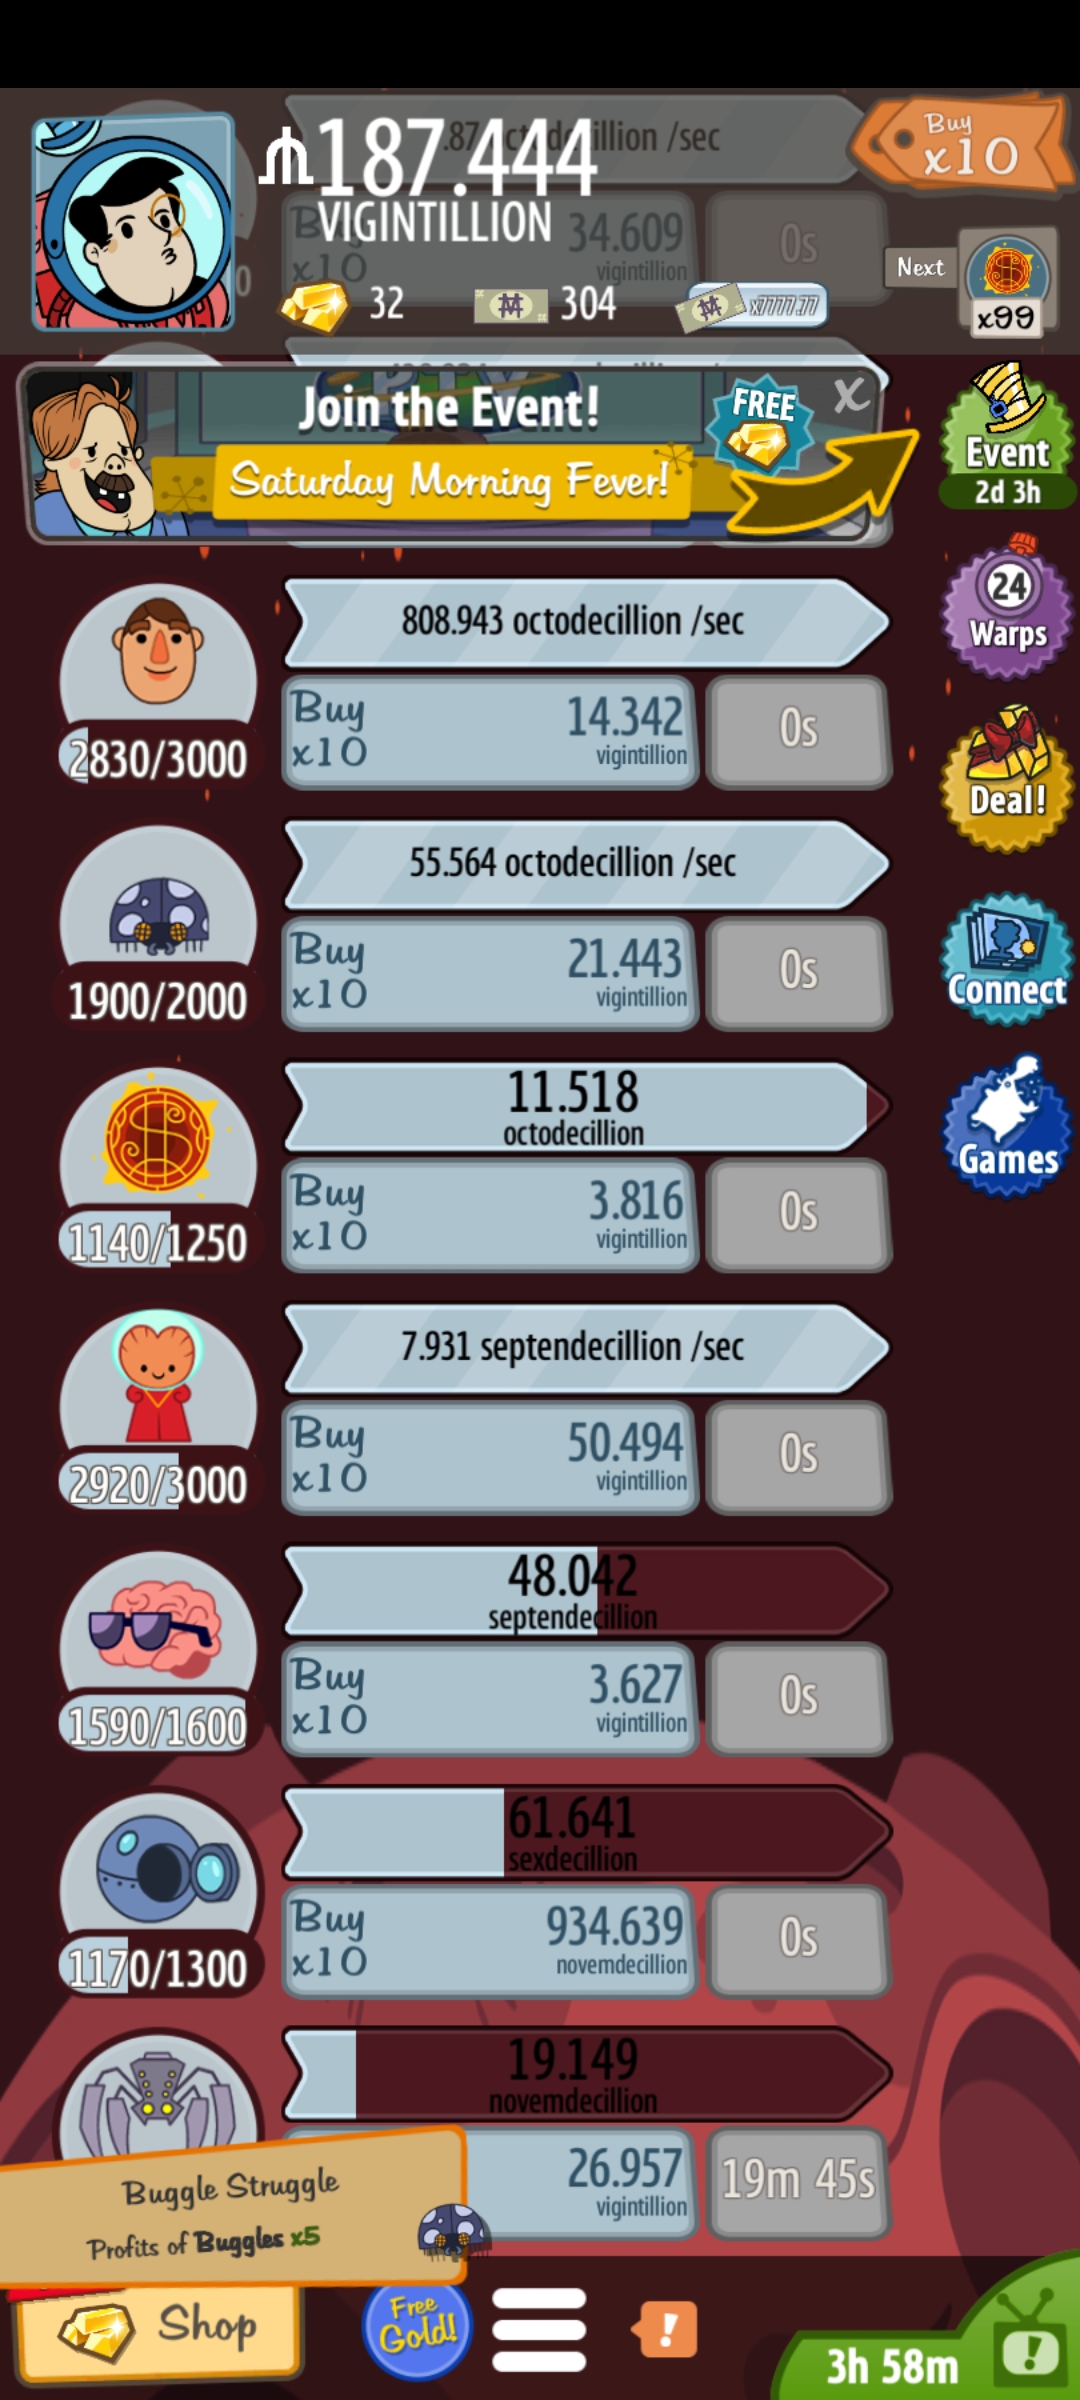 .87 octodecillion /sec
187.444
VIGINTILLION
Buy
x10
Buy
x10
34.609
vigintillion
0s
32
304
x7777.77
Next
x99
Join the Event!
Saturday Morning Fever!
FREE
X
Event
2d 3h
808.943 octodecillion /sec
24
Warps
Buy
x10
14.342
vigintillion
0s
2830/3000
Deal!
55.564 octodecillion /sec
Buy
x10
21.443
vigintillion
0s
1900/2000
Connect
11.518
octodecillion
Games
Buy
x10
3.816
vigintillion
0s
1140/1250
7.931 septendecillion /sec
Buy
x10
50.494
vigintillion
0s
2920/3000
48.042
septendecillion
Buy
x10
3.627
vigintillion
0s
1590/1600
61.641
sexdecillion
Buy
x10
934.639
novemdecillion
0s
1170/1300
19.149
novemdecillion
26.957
vigintillion
19m 45s
Buggle Struggle
Profits of Buggles x5
Shop
Free
Gold!
!
3h 58m
!